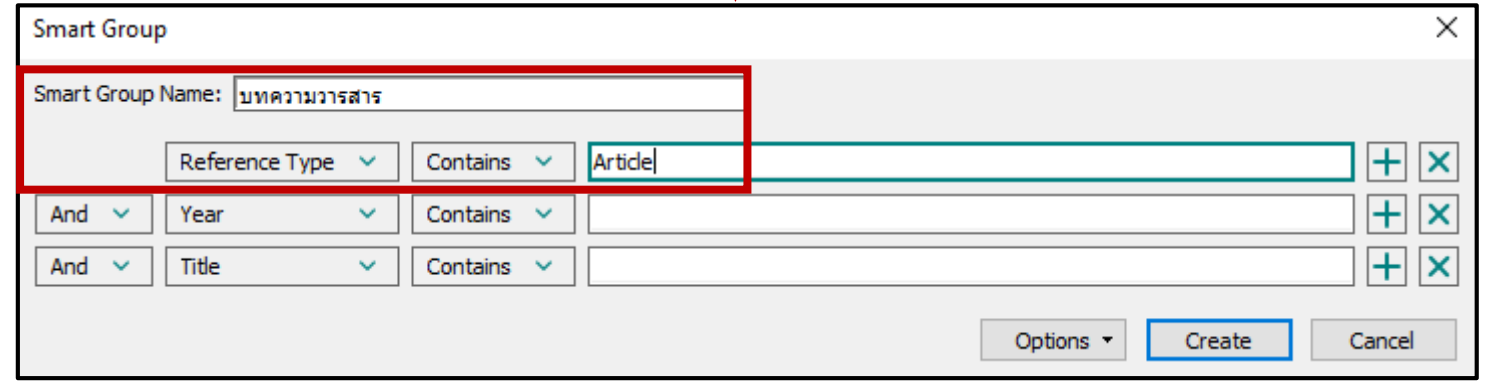 Smart Group
Smart Group Name: บทความวารสาร
Reference Type Contains Article
And Year Contains
And Title Contains
Options Create Cancel